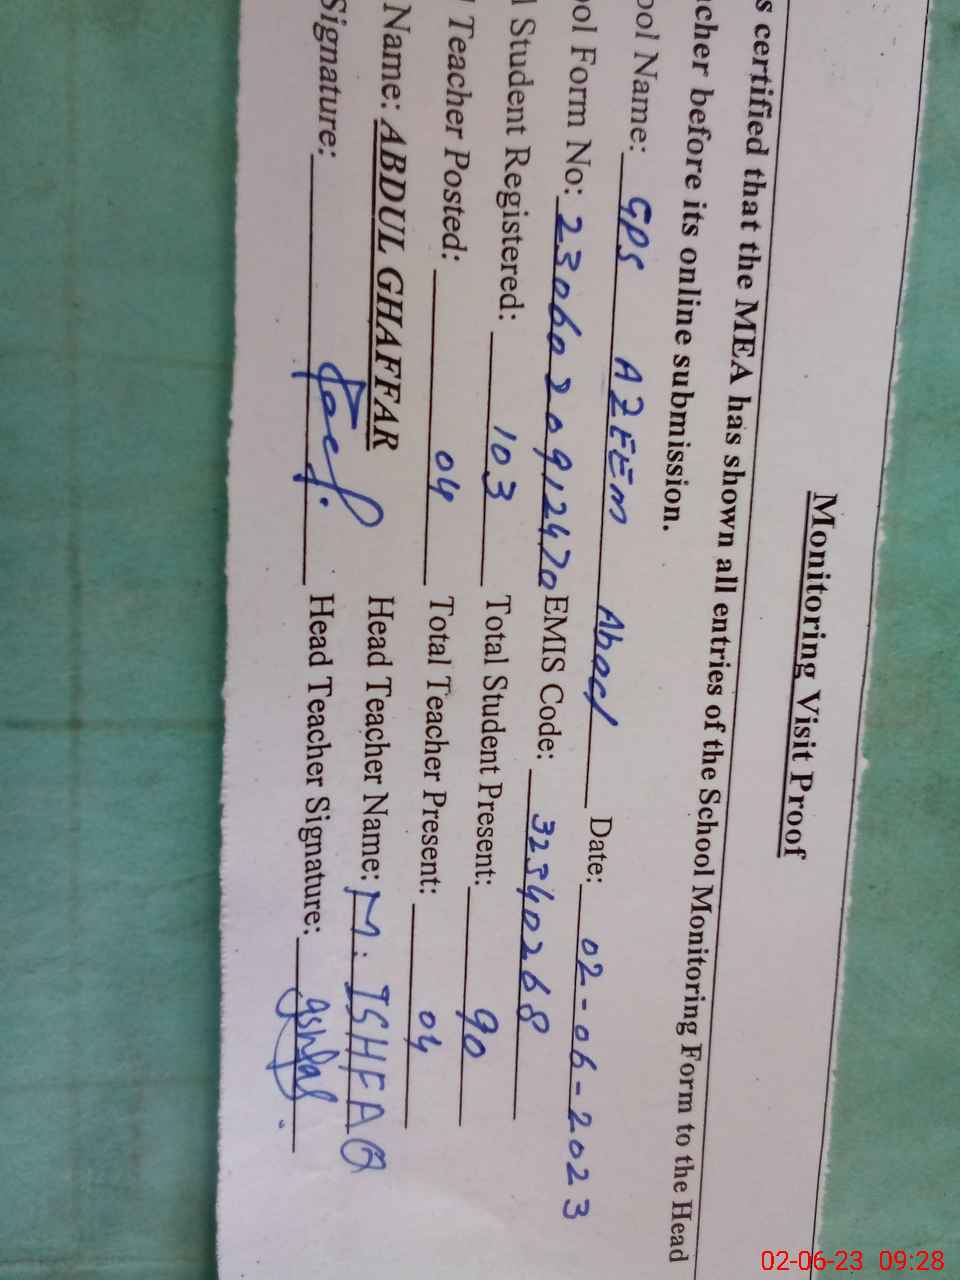 Monitoring Visit Proof
s certified that the MEA has shown all entries of the School Monitoring Form to the Head
cher before its online submission.
ool Name: GPS AZEEM Abad Date: 02-06-2023
ol Form No: 2306020912470 EMIS Code: 32540268
l Student Registered: 103 Total Student Present: 90
l Teacher Posted: 04 Total Teacher Present: 04
Name: ABDUL GHAFFAR Head Teacher Name: M: ISHFAQ
Signature: Head Teacher Signature:
02-06-23 09:28